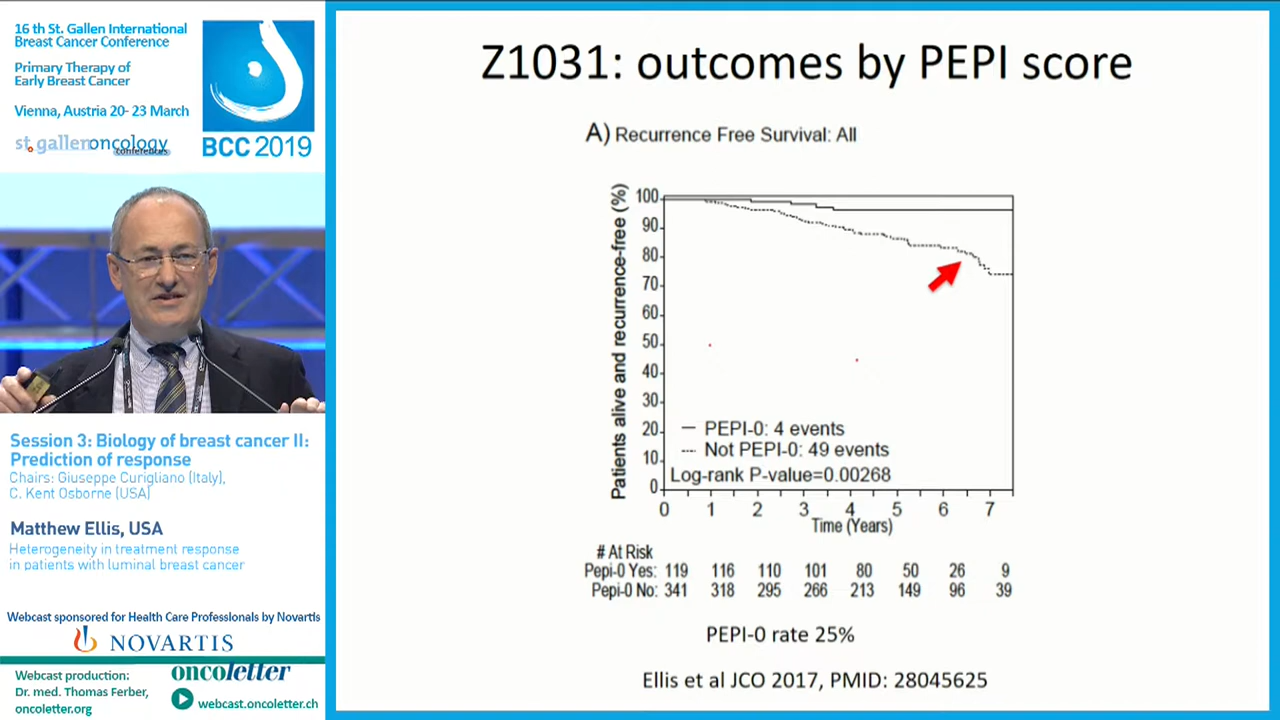 16 th St. Gallen International
Breast Cancer Conference
Primary Therapy of
Early Breast Cancer
Vienna, Austria 20- 23 March
st.gallenoncology
conferences
BCC 2019
Session 3: Biology of breast cancer II:
Prediction of response
Chairs: Giuseppe Curigliano (Italy),
C. Kent Osborne (USA)
Matthew Ellis, USA
Heterogeneity in treatment response
in patients with luminal breast cancer
Webcast sponsored for Health Care Professionals by Novartis
NOVARTIS
Webcast production:
Dr. med. Thomas Ferber,
oncoletter.org
oncoletter
webcast.oncoletter.ch
Z1031: outcomes by PEPI score
A) Recurrence Free Survival: All
Patients alive and recurrence-free (%)
100
90
80
70
60
50
40
30
20
10
0
PEPI-0: 4 events
Not PEPI-0: 49 events
Log-rank P-value=0.00268
0 1 2 3 4 5 6 7
Time (Years)
# At Risk
Pepi-0 Yes: 119 116 110 101 80 50 26 9
Pepi-0 No: 341 318 295 266 213 149 96 39
PEPI-0 rate 25%
Ellis et al JCO 2017, PMID: 28045625